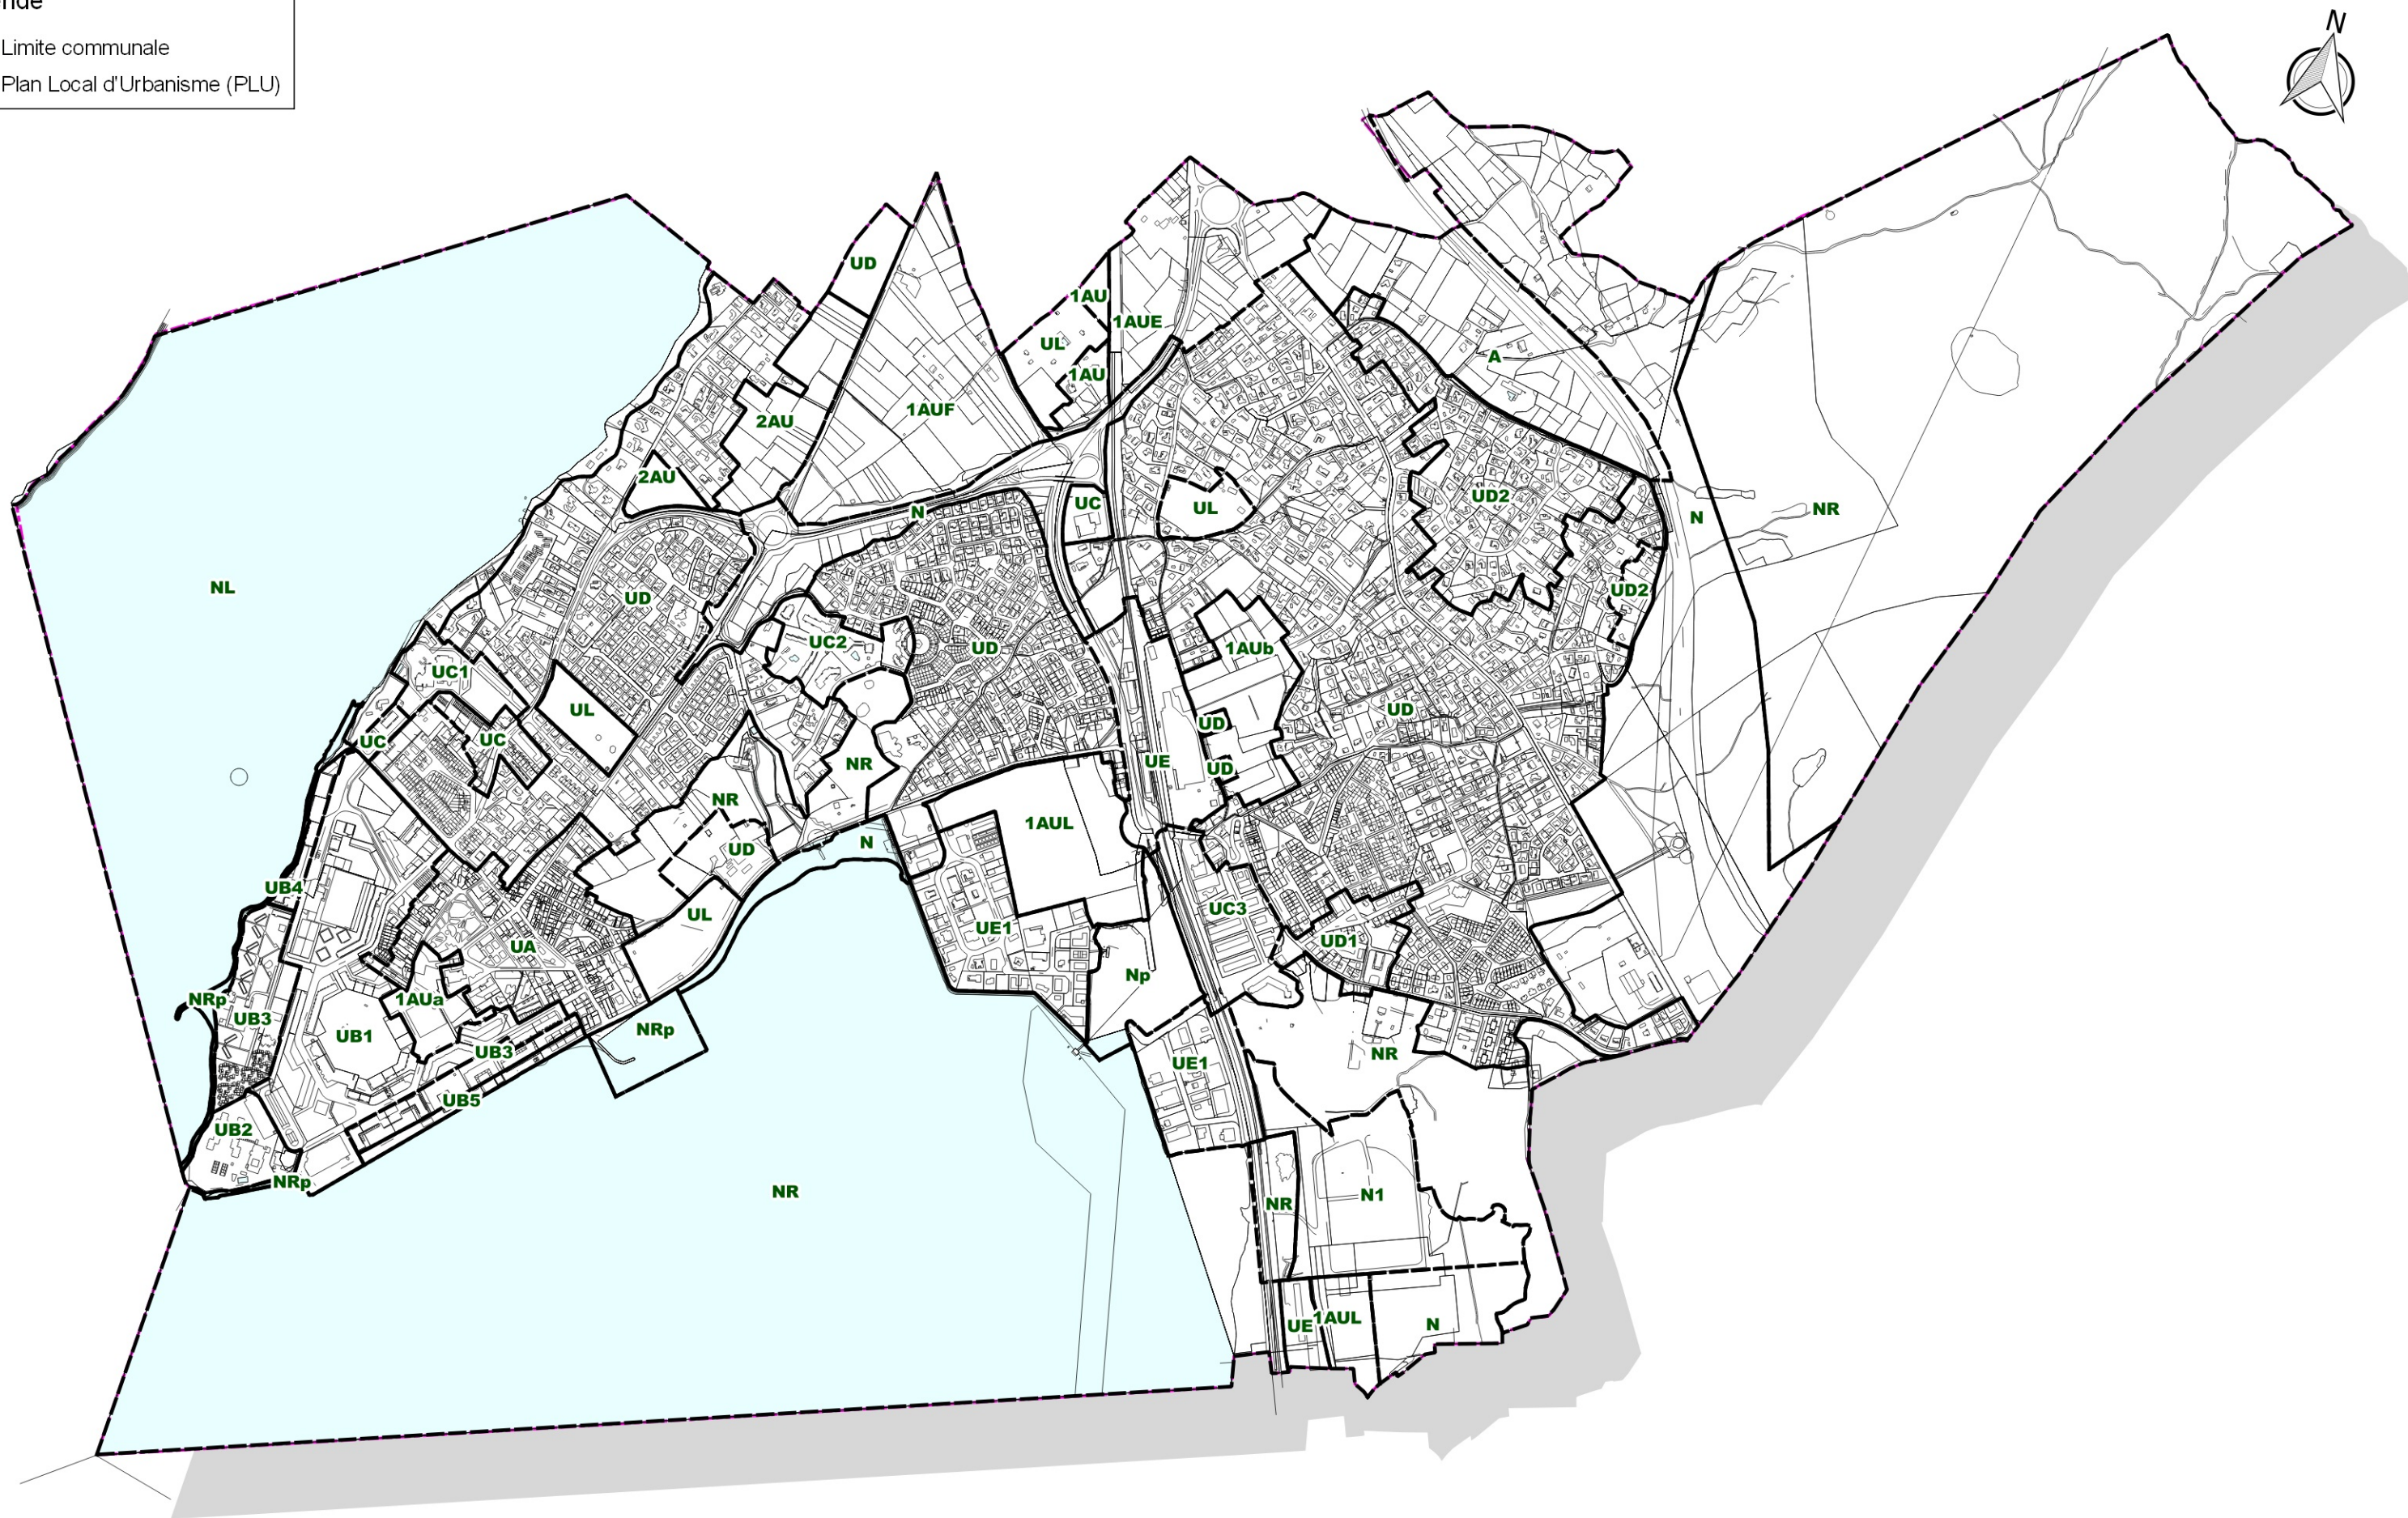 nde
N
Limite communale
Plan Local d'Urbanisme (PLU)
UD
1AU
1AUE
UL
1AU
A
1AUF
2AU
2AU
UD2
UC
UL
N
N
NR
NL
UD
UD2
UC2
UD
1AUb
UC1
UL
UD
UD
UC
UC
UE
NR
UD
NR
1AUL
N
UD
UB4
UL
UC3
UE1
UD1
UA
Np
NRp
1AUa
UB3
NRp
UB1
UB3
NR
UE1
UB5
UB2
NRp
NR
N1
NR
UE
1AUL
N